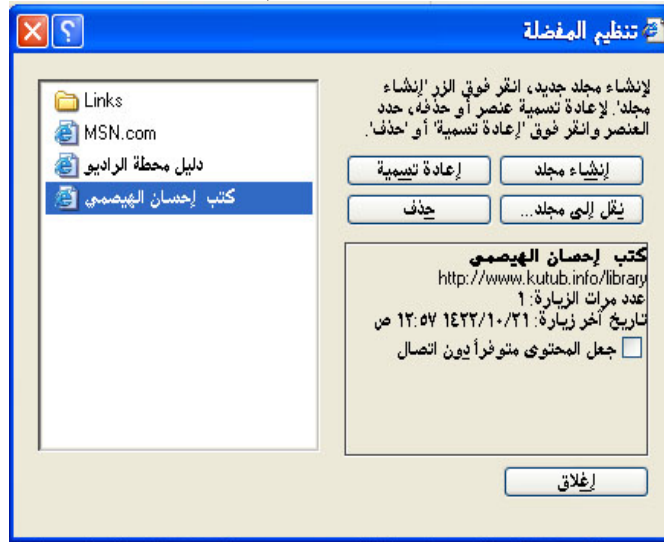 تنظيم المفضلة
لإنشاء مجلد جديد، انقر فوق الزر 'إنشاء
مجلد'. لإعادة تسمية عنصر أو حذفه، حدد
العنصر وانقر فوق 'إعادة تسمية' أو 'حذف'.
إنشاء مجلد
إعادة تسمية
نقل إلى مجلد...
حذف
كتب إحسان الهيصمي
http://www.kutub.info/library
عدد مرات الزيارة: ١
تاريخ آخر زيارة: ١٤٢٢/١٠/٢١ ١٢:٥٧ ص
جعل المحتوى متوفراً دون اتصال
إغلاق
Links
MSN.com
دليل محطة الراديو
كتب إحسان الهيصمي